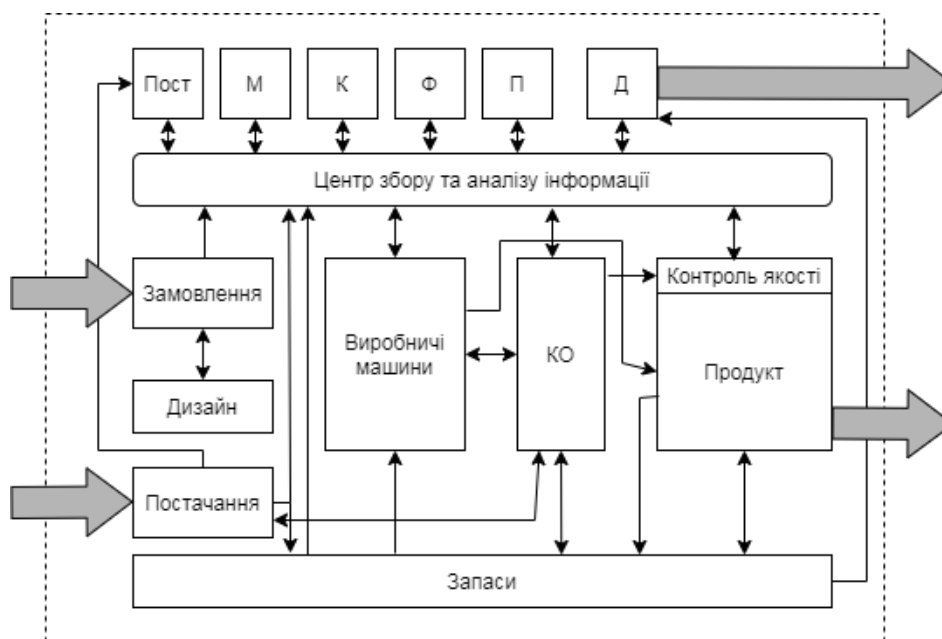 Пост
М
К
Ф
П
Д
Центр збору та аналізу інформації
Замовлення
Виробничі
машини
КО
Контроль якості
Продукт
Дизайн
Постачання
Запаси